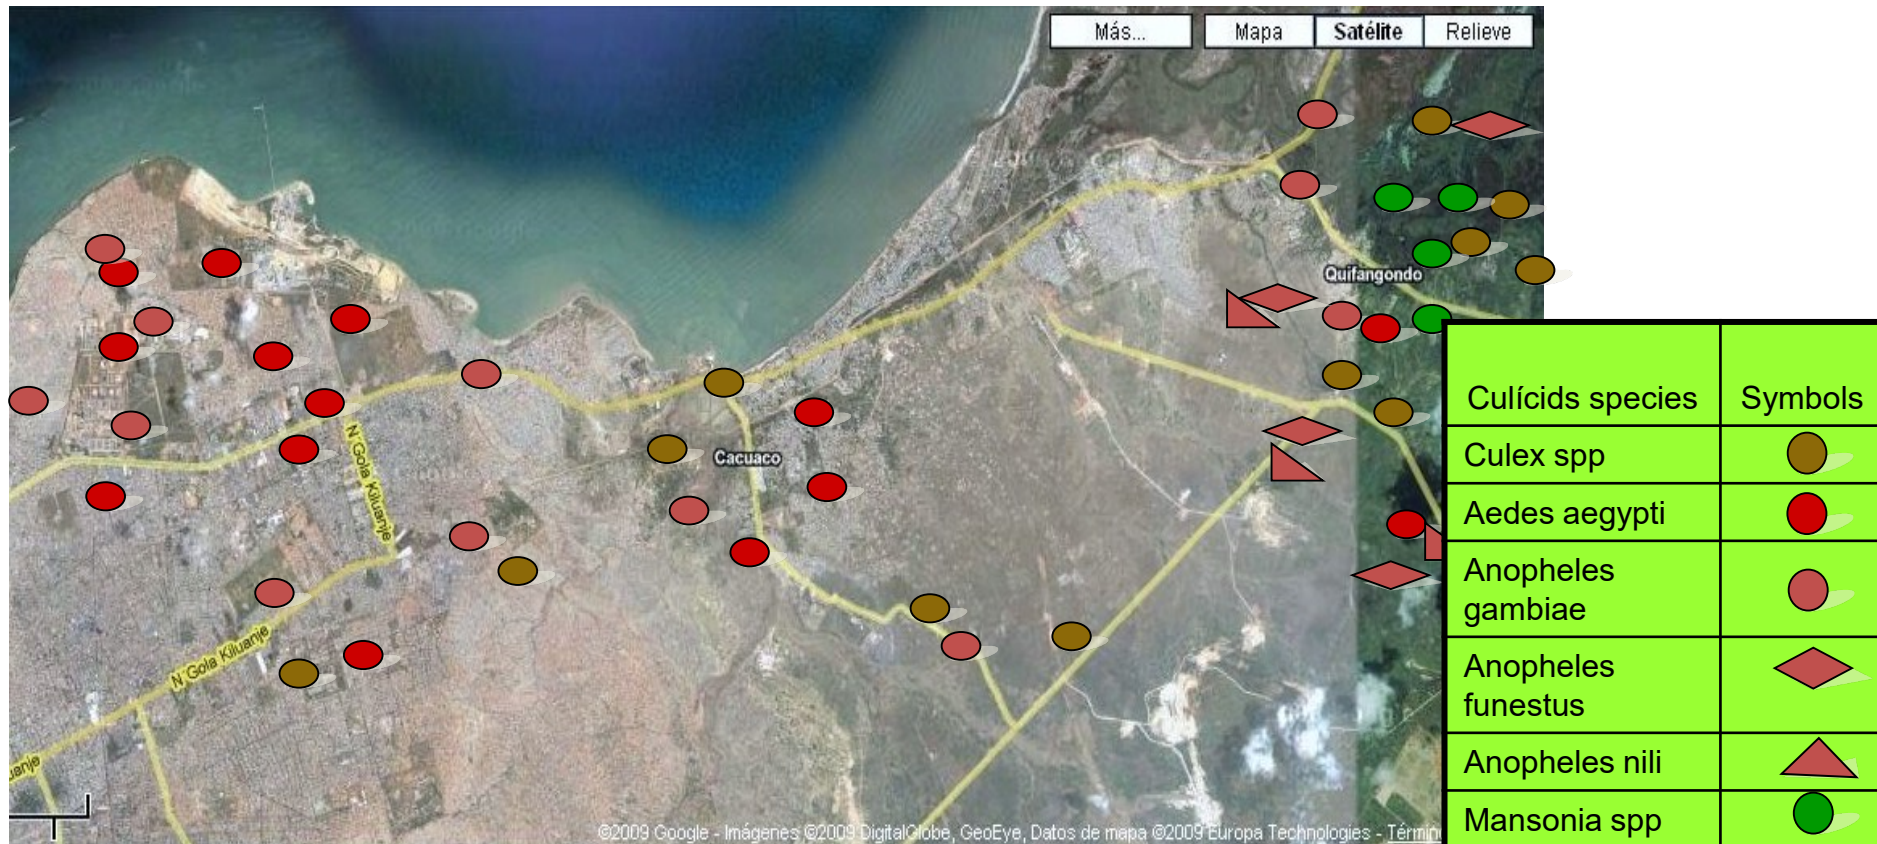 Más...
Mapa
Satélite
Relieve
Quifangondo
Cacuaco
N´Gola Kiluanje
N´Gola Kiluanje
uanje
©2009 Google - Imágenes ©2009 DigitalGlobe, GeoEye, Datos de mapa ©2009 Europa Technologies - Términ
Culícids species
Symbols
Culex spp
Aedes aegypti
Anopheles
gambiae
Anopheles
funestus
Anopheles nili
Mansonia spp